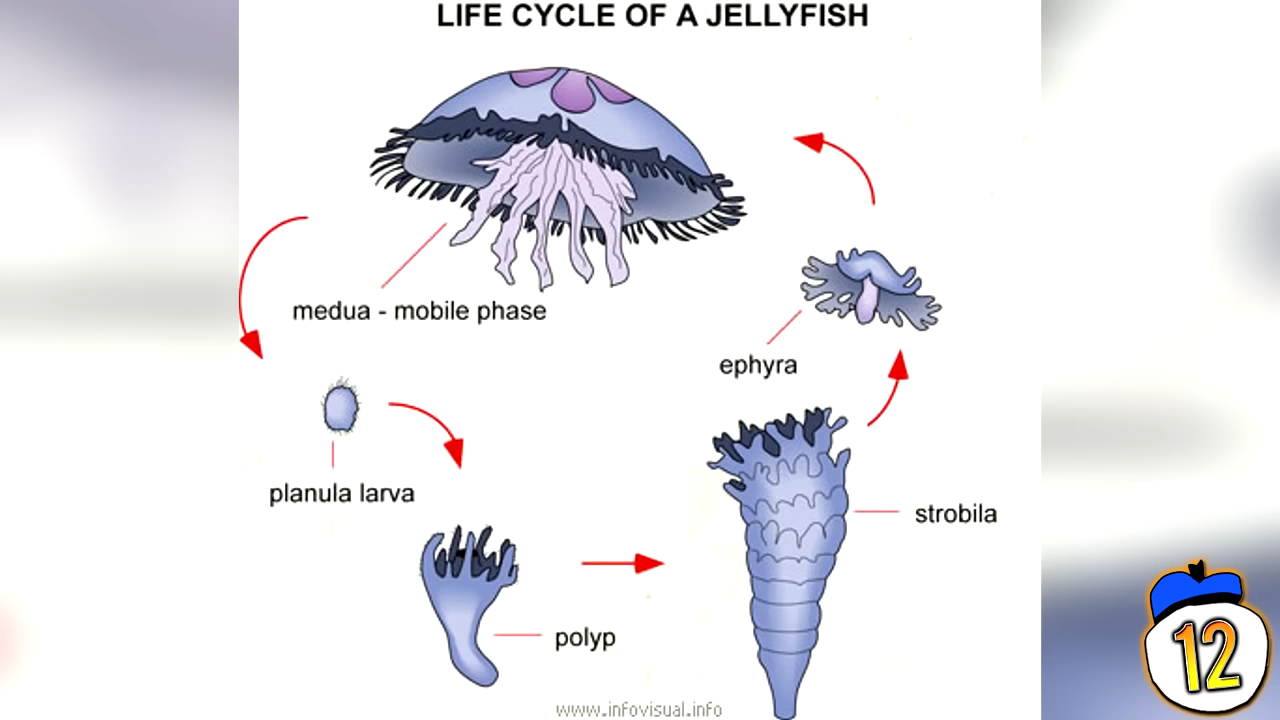 LIFE CYCLE OF A JELLYFISH
medua - mobile phase
ephyra
planula larva
strobila
polyp
12
www.infovisual.info